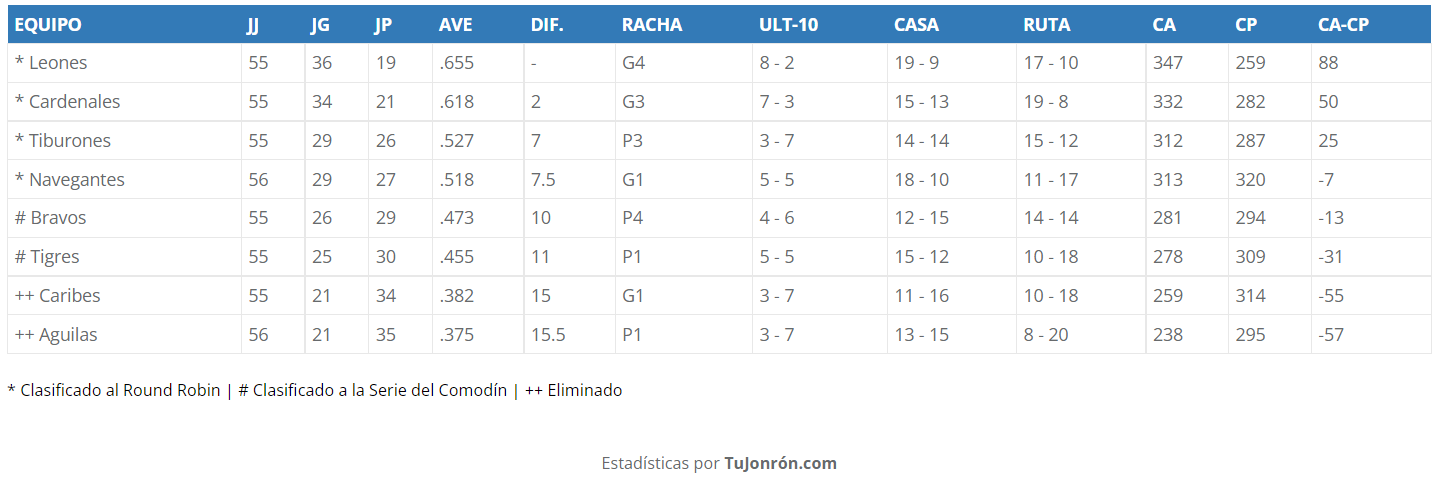 EQUIPO JJ JG JP AVE DIF. RACHA ULT-10 CASA RUTA CA CP CA-CP
* Leones 55 36 19 .655 - G4 8 - 2 19 - 9 17 - 10 347 259 88
* Cardenales 55 34 21 .618 2 G3 7 - 3 15 - 13 19 - 8 332 282 50
* Tiburones 55 29 26 .527 7 P3 3 - 7 14 - 14 15 - 12 312 287 25
* Navegantes 56 29 27 .518 7.5 G1 5 - 5 18 - 10 11 - 17 313 320 -7
# Bravos 55 26 29 .473 10 P4 4 - 6 12 - 15 14 - 14 281 294 -13
# Tigres 55 25 30 .455 11 P1 5 - 5 15 - 12 10 - 18 278 309 -31
++ Caribes 55 21 34 .382 15 G1 3 - 7 11 - 16 10 - 18 259 314 -55
++ Aguilas 56 21 35 .375 15.5 P1 3 - 7 13 - 15 8 - 20 238 295 -57
* Clasificado al Round Robin | # Clasificado a la Serie del Comodín | ++ Eliminado
Estadísticas por TuJonrón.com